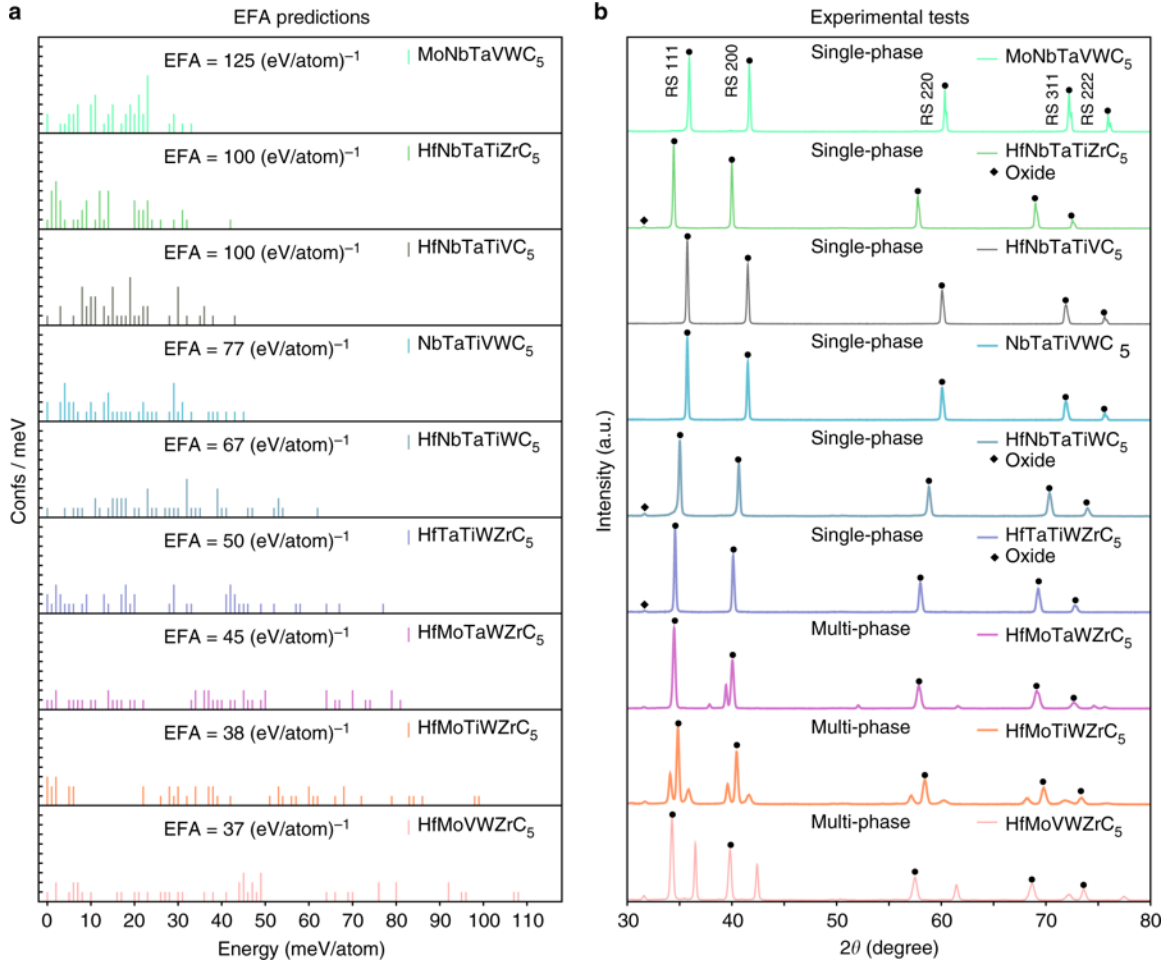 a
EFA predictions
EFA = 125 (eV/atom)⁻¹
MoNbTaVWC₅
EFA = 100 (eV/atom)⁻¹
HfNbTaTiZrC₅
EFA = 100 (eV/atom)⁻¹
HfNbTaTiVC₅
EFA = 77 (eV/atom)⁻¹
NbTaTiVWC₅
EFA = 67 (eV/atom)⁻¹
HfNbTaTiWC₅
EFA = 50 (eV/atom)⁻¹
HfTaTiWZrC₅
EFA = 45 (eV/atom)⁻¹
HfMoTaWZrC₅
EFA = 38 (eV/atom)⁻¹
HfMoTiWZrC₅
EFA = 37 (eV/atom)⁻¹
HfMoVWZrC₅
Confs / meV
0 10 20 30 40 50 60 70 80 90 100 110
Energy (meV/atom)
b
Experimental tests
Single-phase
MoNbTaVWC₅
RS 111
RS 200
RS 220
RS 311
RS 222
Single-phase
HfNbTaTiZrC₅
Oxide
Single-phase
HfNbTaTiVC₅
Single-phase
NbTaTiVWC ₅
Single-phase
HfNbTaTiWC₅
Oxide
Single-phase
HfTaTiWZrC₅
Oxide
Multi-phase
HfMoTaWZrC₅
Multi-phase
HfMoTiWZrC₅
Multi-phase
HfMoVWZrC₅
Intensity (a.u.)
30 40 50 60 70 80
2θ (degree)